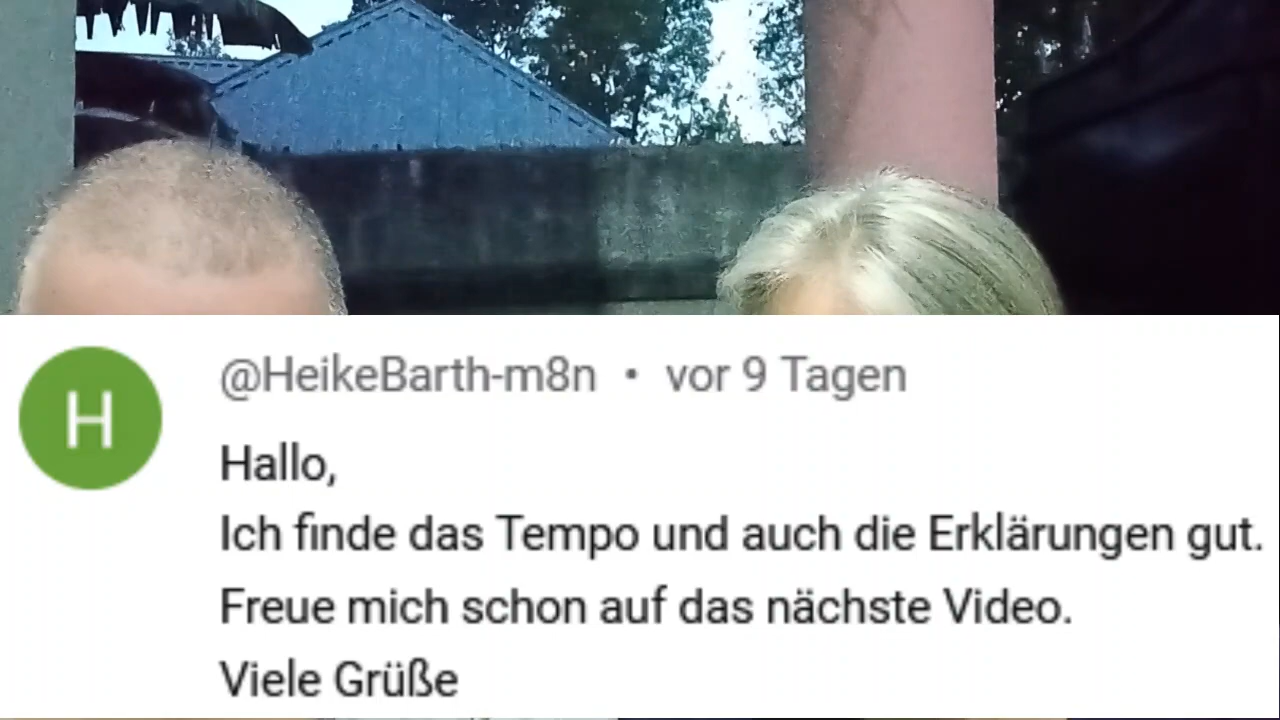 H
@HeikeBarth-m8n • vor 9 Tagen
Hallo,
Ich finde das Tempo und auch die Erklärungen gut.
Freue mich schon auf das nächste Video.
Viele Grüße